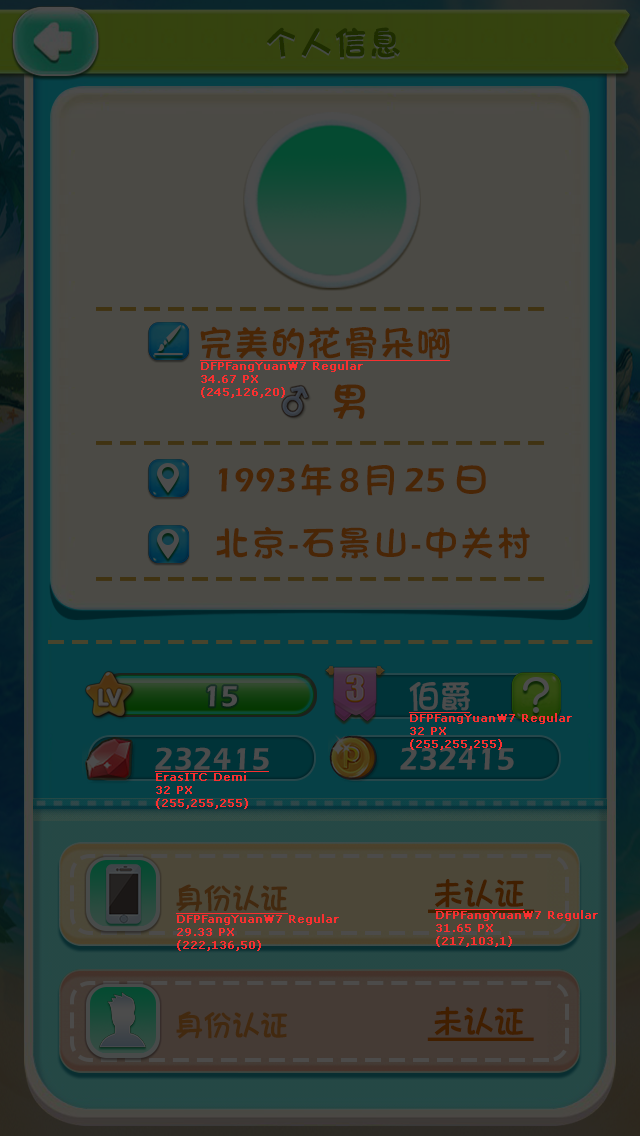 个人信息
完美的花骨朵啊
DFPFangYuanW7 Regular
34.67 PX
(245,126,20)
男
1993年8月25日
北京-石景山-中关村
LV 15
3 伯爵 ?
DFPFangYuanW7 Regular
32 PX
(255,255,255)
232415
P 232415
ErasITC Demi
32 PX
(255,255,255)
身份认证 未认证
DFPFangYuanW7 Regular
29.33 PX
(222,136,50)
DFPFangYuanW7 Regular
31.65 PX
(217,103,1)
身份认证 未认证